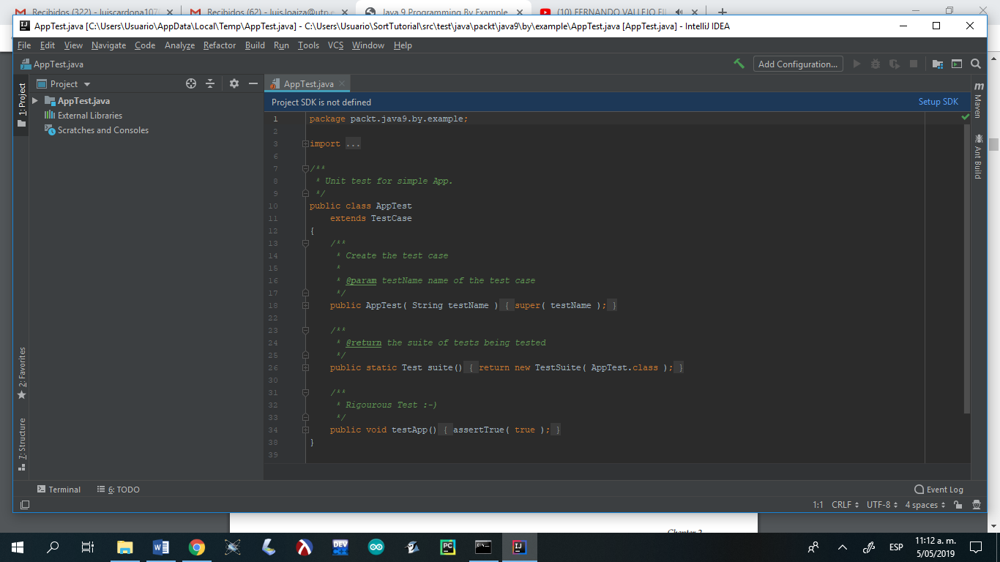 Recibidos (322) - luiscardona107
Recibidos (62) - luis.loaiza@utp.e
Java 9 Programming By Example
(10) FERNANDO VALLEJO
AppTest.java [C:\Users\Usuario\AppData\Local\Temp\AppTest.java] - C:\Users\Usuario\SortTutorial\src\test\java\packt\java9\by\example\AppTest.java [AppTest.java] - IntelliJ IDEA
File Edit View Navigate Code Analyze Refactor Build Run Tools VCS Window Help
AppTest.java
Add Configuration...
1: Project
Project
AppTest.java
External Libraries
Scratches and Consoles
AppTest.java
Project SDK is not defined
Setup SDK
1 package packt.java9.by.example;
2
3 import ...
6
7 /**
8 * Unit test for simple App.
9 */
10 public class AppTest
11 extends TestCase
12 {
13 /**
14 * Create the test case
15 *
16 * @param testName name of the test case
17 */
18 public AppTest( String testName ) { super( testName ); }
22
23 /**
24 * @return the suite of tests being tested
25 */
26 public static Test suite() { return new TestSuite( AppTest.class ); }
30
31 /**
32 * Rigourous Test :-)
33 */
34 public void testApp() { assertTrue( true ); }
38 }
39
m Maven
Ant Build
2: Favorites
7: Structure
Terminal
6: TODO
Event Log
1:1 CRLF UTF-8 4 spaces
Chapter 2
W
DEV
PC
IJ
ESP
11:12 a. m.
5/05/2019